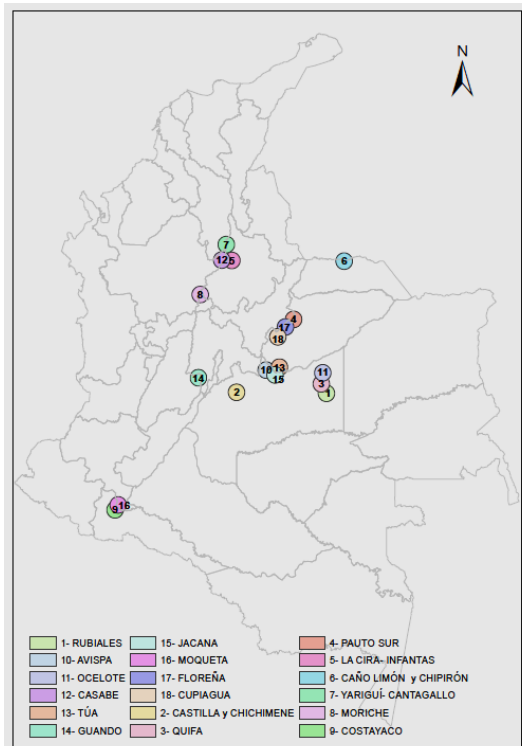 N
7
12 5
6
8
4
17
18
10 13
15
11
3
1
14
2
16
9
1- RUBIALES
10- AVISPA
11- OCELOTE
12- CASABE
13- TÚA
14- GUANDO
15- JACANA
16- MOQUETA
17- FLOREÑA
18- CUPIAGUA
2- CASTILLA y CHICHIMENE
3- QUIFA
4- PAUTO SUR
5- LA CIRA- INFANTAS
6- CAÑO LIMÓN y CHIPIRÓN
7- YARIGUÍ- CANTAGALLO
8- MORICHE
9- COSTAYACO